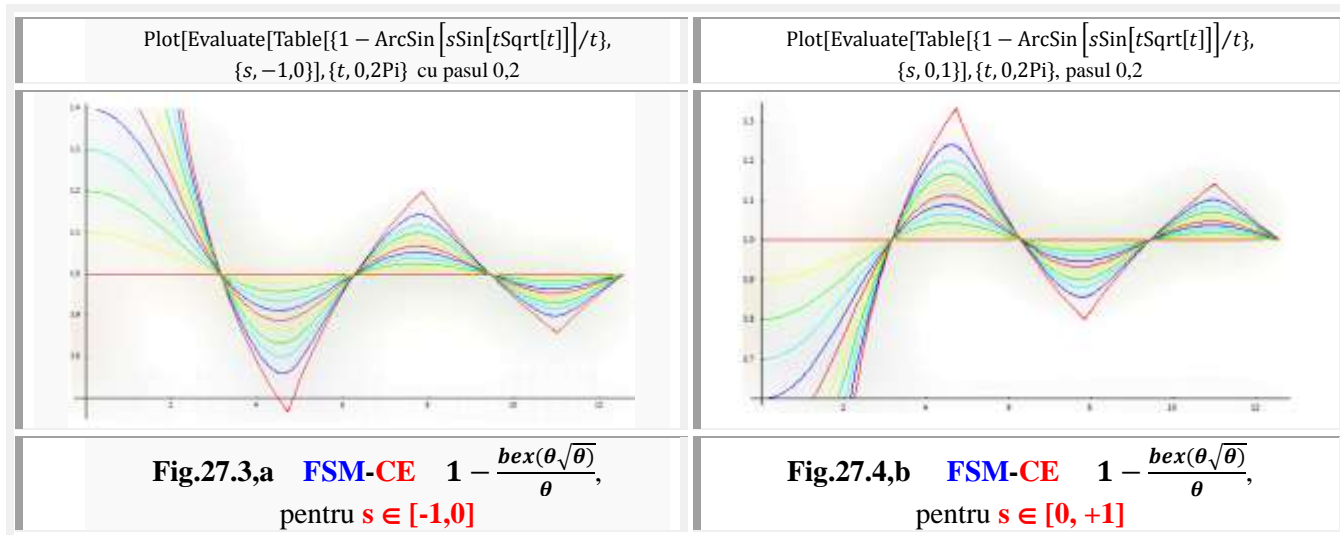 Plot[Evaluate[Table[{1 − ArcSin[sSin[tSqrt[t]]]/t},
{s, −1,0}], {t, 0,2Pi} cu pasul 0,2
Plot[Evaluate[Table[{1 − ArcSin[sSin[tSqrt[t]]]/t},
{s, 0,1}], {t, 0,2Pi}, pasul 0,2
Fig.27.3,a FSM-CE 1 − bex(θ√θ)/θ,
pentru s ∈ [-1,0]
Fig.27.4,b FSM-CE 1 − bex(θ√θ)/θ,
pentru s ∈ [0, +1]